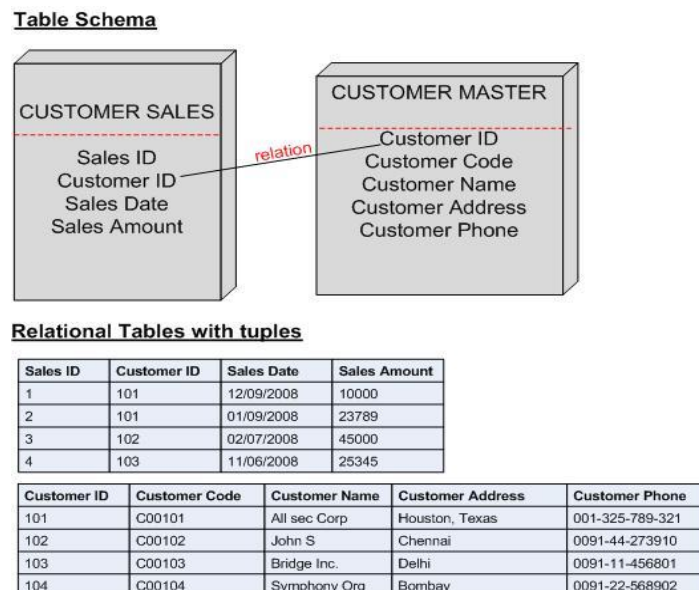 Table Schema
CUSTOMER SALES
Sales ID
Customer ID
Sales Date
Sales Amount
relation
CUSTOMER MASTER
Customer ID
Customer Code
Customer Name
Customer Address
Customer Phone
Relational Tables with tuples
Sales ID Customer ID Sales Date Sales Amount
1 101 12/09/2008 10000
2 101 01/09/2008 23789
3 102 02/07/2008 45000
4 103 11/06/2008 25345
Customer ID Customer Code Customer Name Customer Address Customer Phone
101 C00101 All sec Corp Houston, Texas 001-325-789-321
102 C00102 John S Chennai 0091-44-273910
103 C00103 Bridge Inc. Delhi 0091-11-456801
104 C00104 Symphony Org Bombay 0091-22-568902